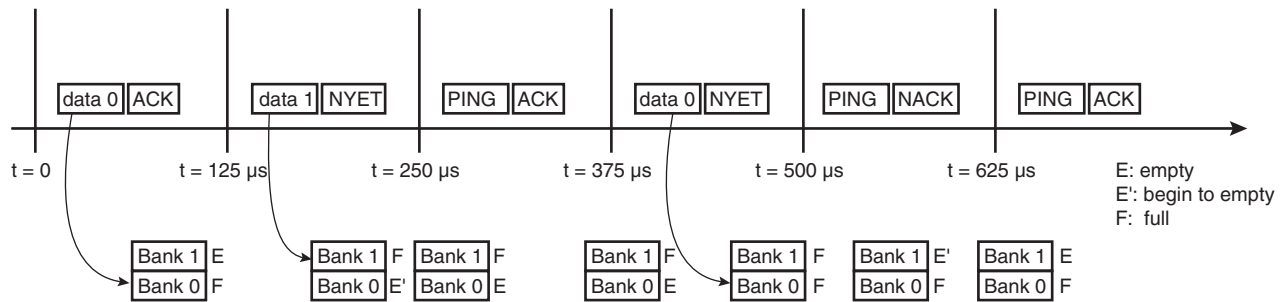 data 0 ACK data 1 NYET PING ACK data 0 NYET PING NACK PING ACK
t = 0 t = 125 µs t = 250 µs t = 375 µs t = 500 µs t = 625 µs
E: empty
E': begin to empty
F: full
Bank 1 E Bank 1 F Bank 1 F Bank 1 F Bank 1 F Bank 1 E' Bank 1 E
Bank 0 F Bank 0 E' Bank 0 E Bank 0 E Bank 0 F Bank 0 F Bank 0 F